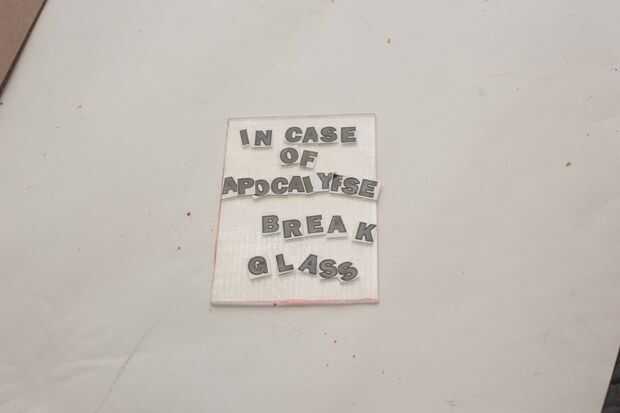 IN CASE
OF
APOCALYPSE
BREAK
GLASS